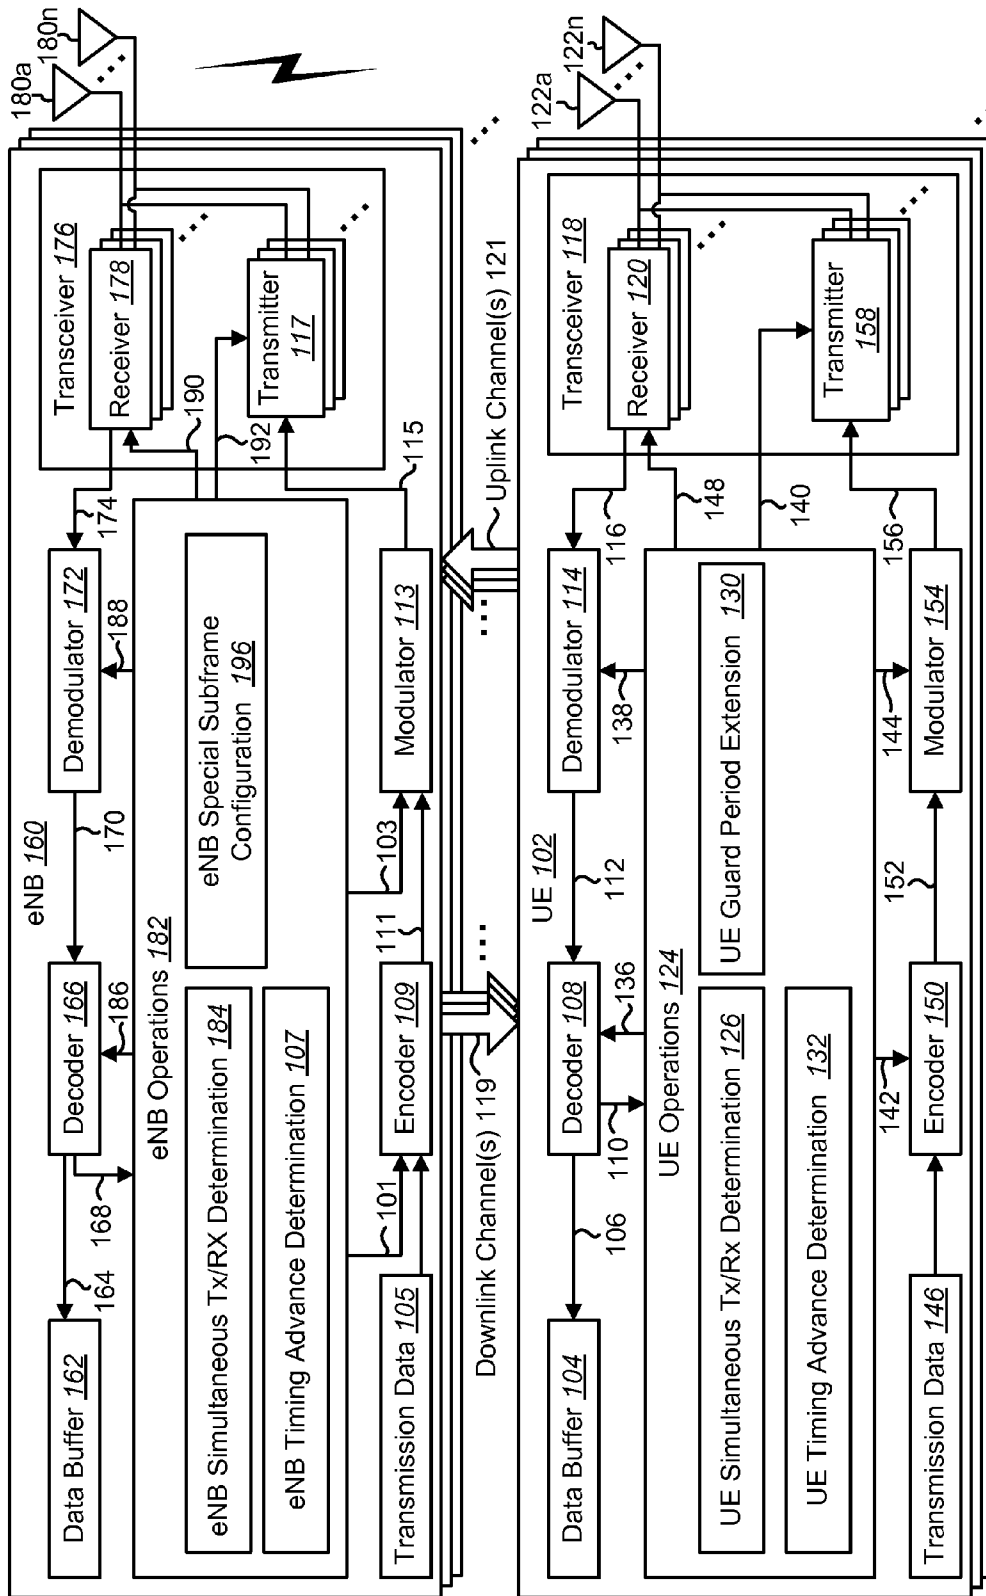 eNB 160
Data Buffer 162
164
Decoder 166
168
186
170
Demodulator 172
188
174
Transceiver 176
Receiver 178
190
192
Transmitter
117
180a
180n
eNB Operations 182
eNB Simultaneous Tx/RX Determination 184
eNB Timing Advance Determination 107
eNB Special Subframe
Configuration 196
Transmission Data 105
101
Encoder 109
111
103
Modulator 113
115
Downlink Channel(s) 119
...
...
Uplink Channel(s) 121
UE 102
Data Buffer 104
106
Decoder 108
110
136
112
Demodulator 114
138
116
Transceiver 118
Receiver 120
148
140
Transmitter
158
122a
122n
UE Operations 124
UE Simultaneous Tx/Rx Determination 126
UE Guard Period Extension 130
UE Timing Advance Determination 132
Transmission Data 146
142
Encoder 150
152
144
Modulator 154
156